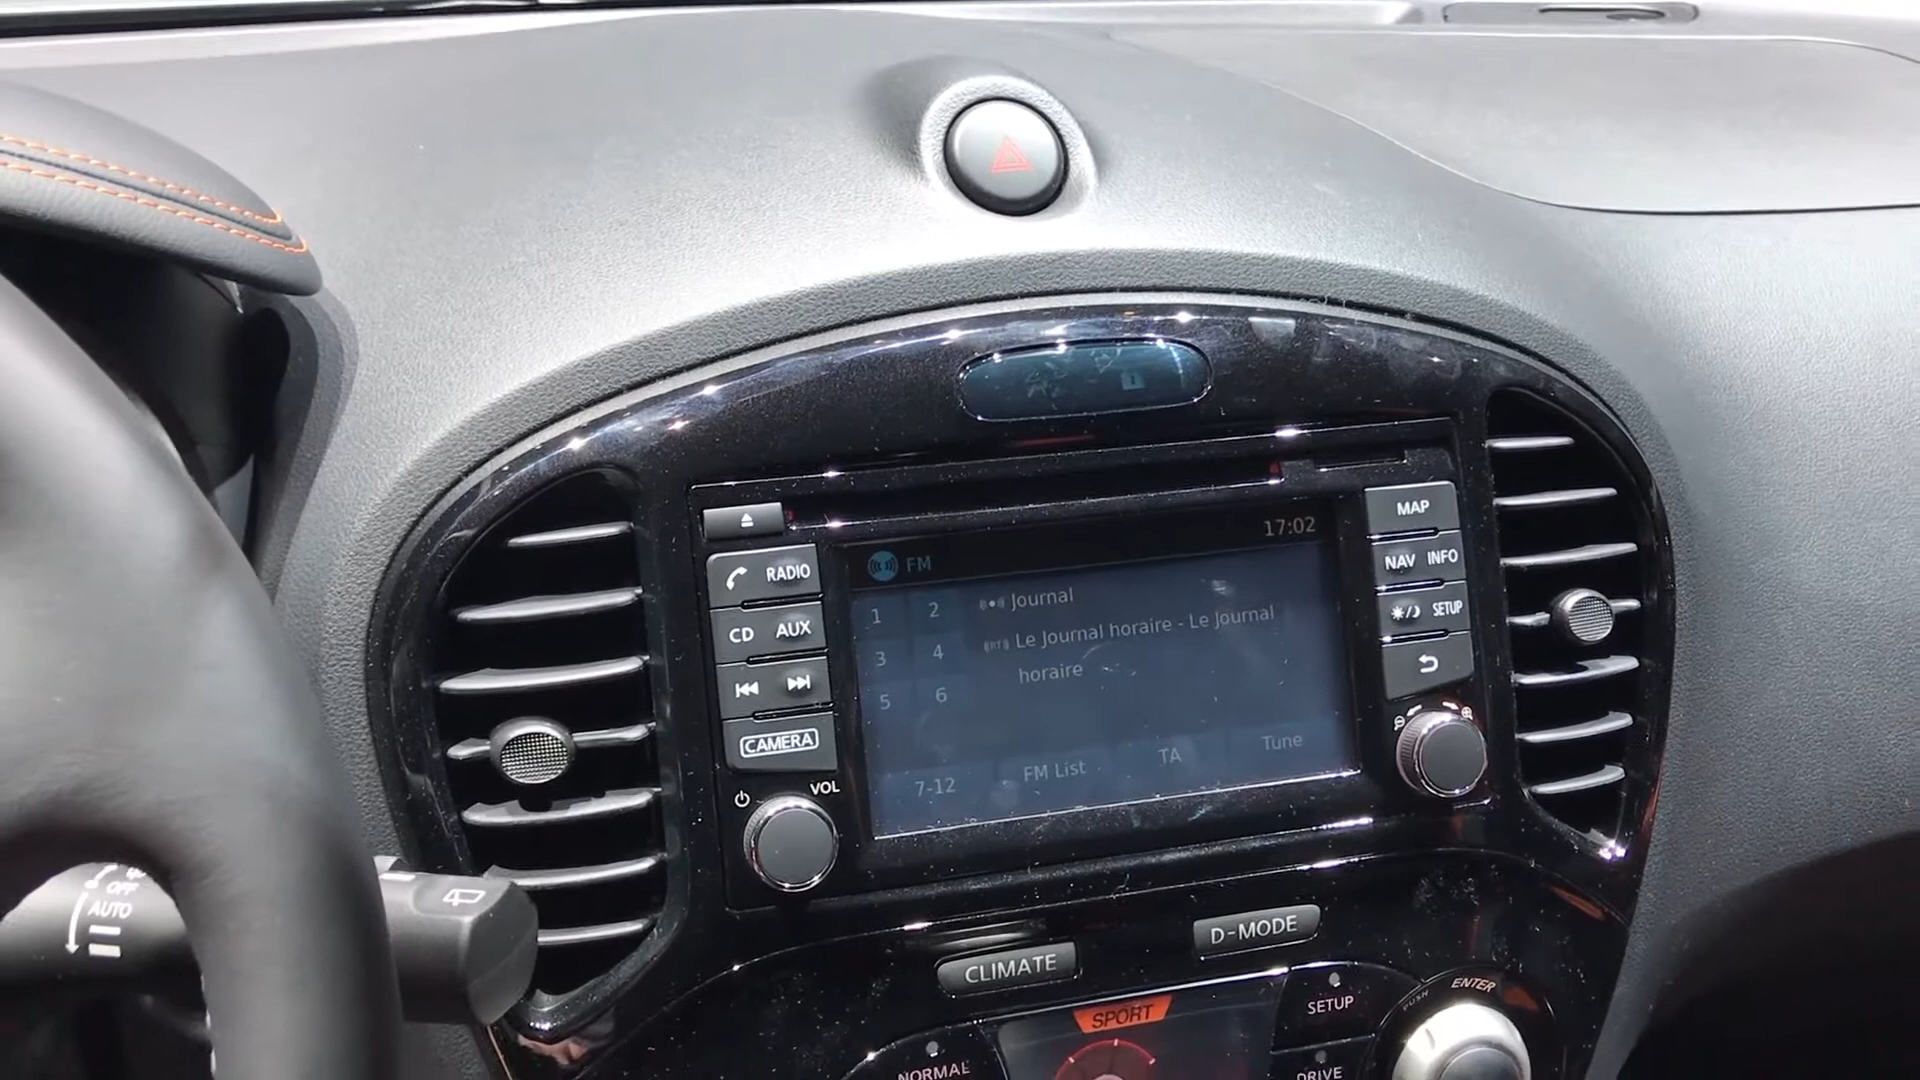 17:02
FM
MAP
NAV INFO
SETUP
RADIO
CD AUX
CAMERA
VOL
1 2
3 4
5 6
7-12
Journal
Le Journal horaire - Le Journal
horaire
FM List
TA
Tune
OFF
AUTO
CLIMATE
D-MODE
SPORT
SETUP
PUSH
ENTER
NORMAL
DRIVE